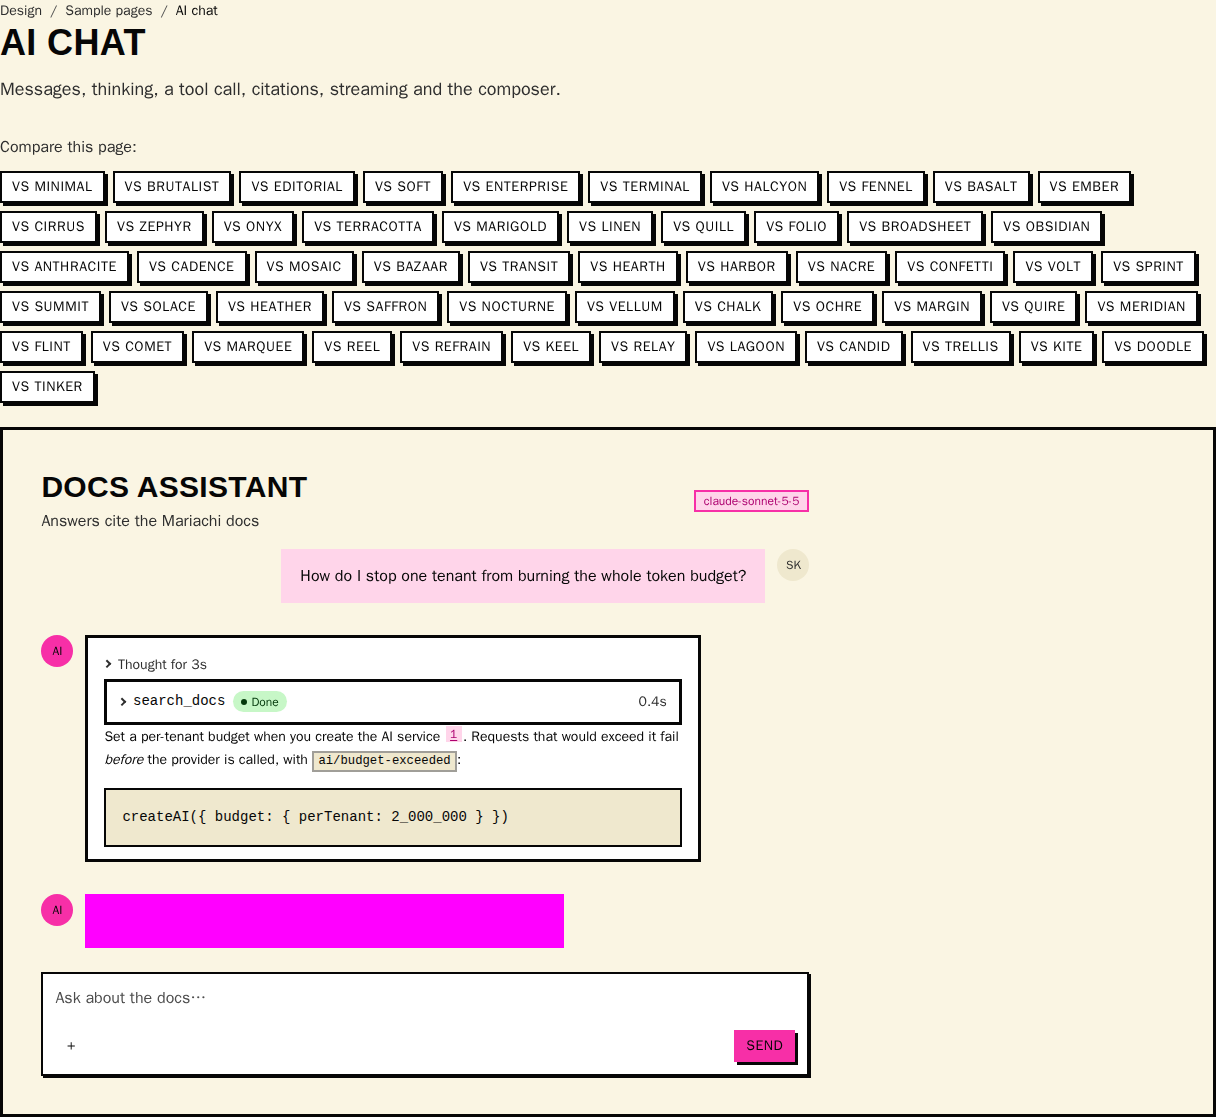 Design / Sample pages / AI chat
AI CHAT
Messages, thinking, a tool call, citations, streaming and the composer.
Compare this page:
VS MINIMAL VS BRUTALIST VS EDITORIAL VS SOFT VS ENTERPRISE VS TERMINAL VS HALCYON VS FENNEL VS BASALT VS EMBER
VS CIRRUS VS ZEPHYR VS ONYX VS TERRACOTTA VS MARIGOLD VS LINEN VS QUILL VS FOLIO VS BROADSHEET VS OBSIDIAN
VS ANTHRACITE VS CADENCE VS MOSAIC VS BAZAAR VS TRANSIT VS HEARTH VS HARBOR VS NACRE VS CONFETTI VS VOLT VS SPRINT
VS SUMMIT VS SOLACE VS HEATHER VS SAFFRON VS NOCTURNE VS VELLUM VS CHALK VS OCHRE VS MARGIN VS QUIRE VS MERIDIAN
VS FLINT VS COMET VS MARQUEE VS REEL VS REFRAIN VS KEEL VS RELAY VS LAGOON VS CANDID VS TRELLIS VS KITE VS DOODLE
VS TINKER
DOCS ASSISTANT
claude-sonnet-5-5
Answers cite the Mariachi docs
How do I stop one tenant from burning the whole token budget?
SK
AI
Thought for 3s
search_docs Done 0.4s
Set a per-tenant budget when you create the AI service 1. Requests that would exceed it fail
before the provider is called, with ai/budget-exceeded:
createAI({ budget: { perTenant: 2_000_000 } })
AI
Ask about the docs…
+ SEND